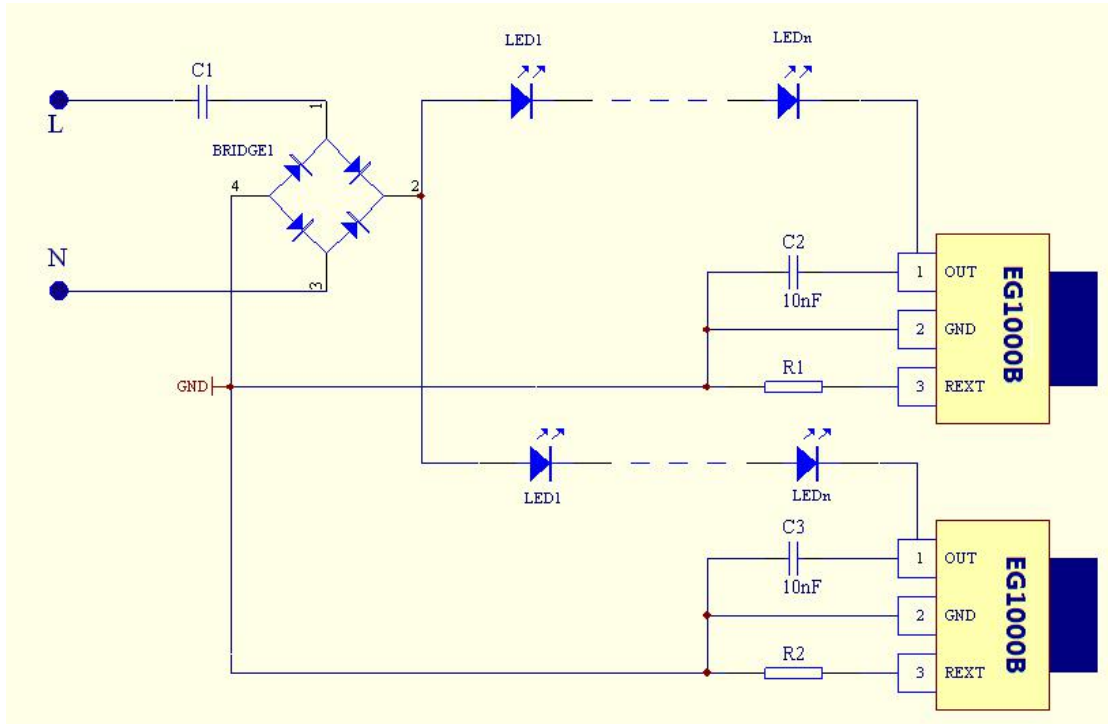 LED1
LEDn
C1
L
1
BRIDGE1
4
2
N
3
C2
10nF
1 OUT
2 GND
3 REXT
EG1000B
GND
R1
LED1
LEDn
C3
10nF
1 OUT
2 GND
3 REXT
EG1000B
R2